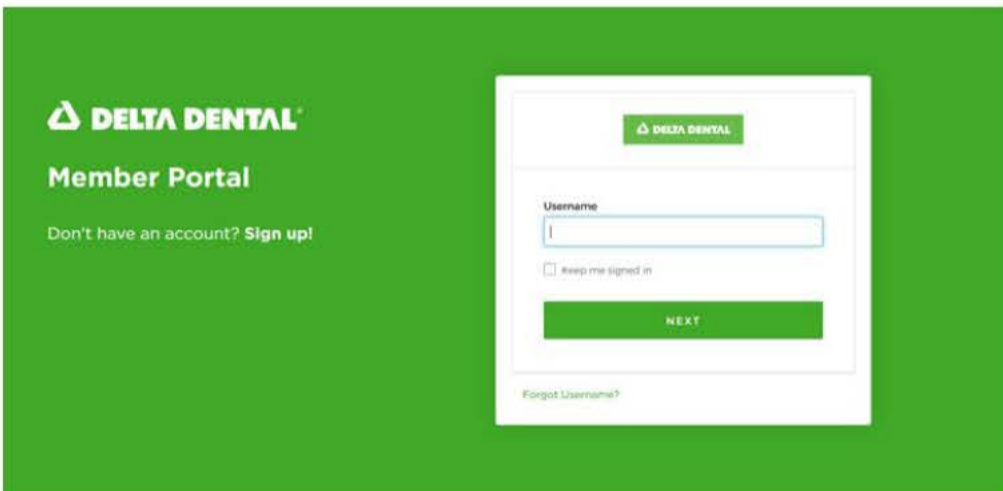 DELTA DENTAL®
Member Portal
Don't have an account? Sign up!
DELTA DENTAL
Username
Keep me signed in
NEXT
Forgot Username?